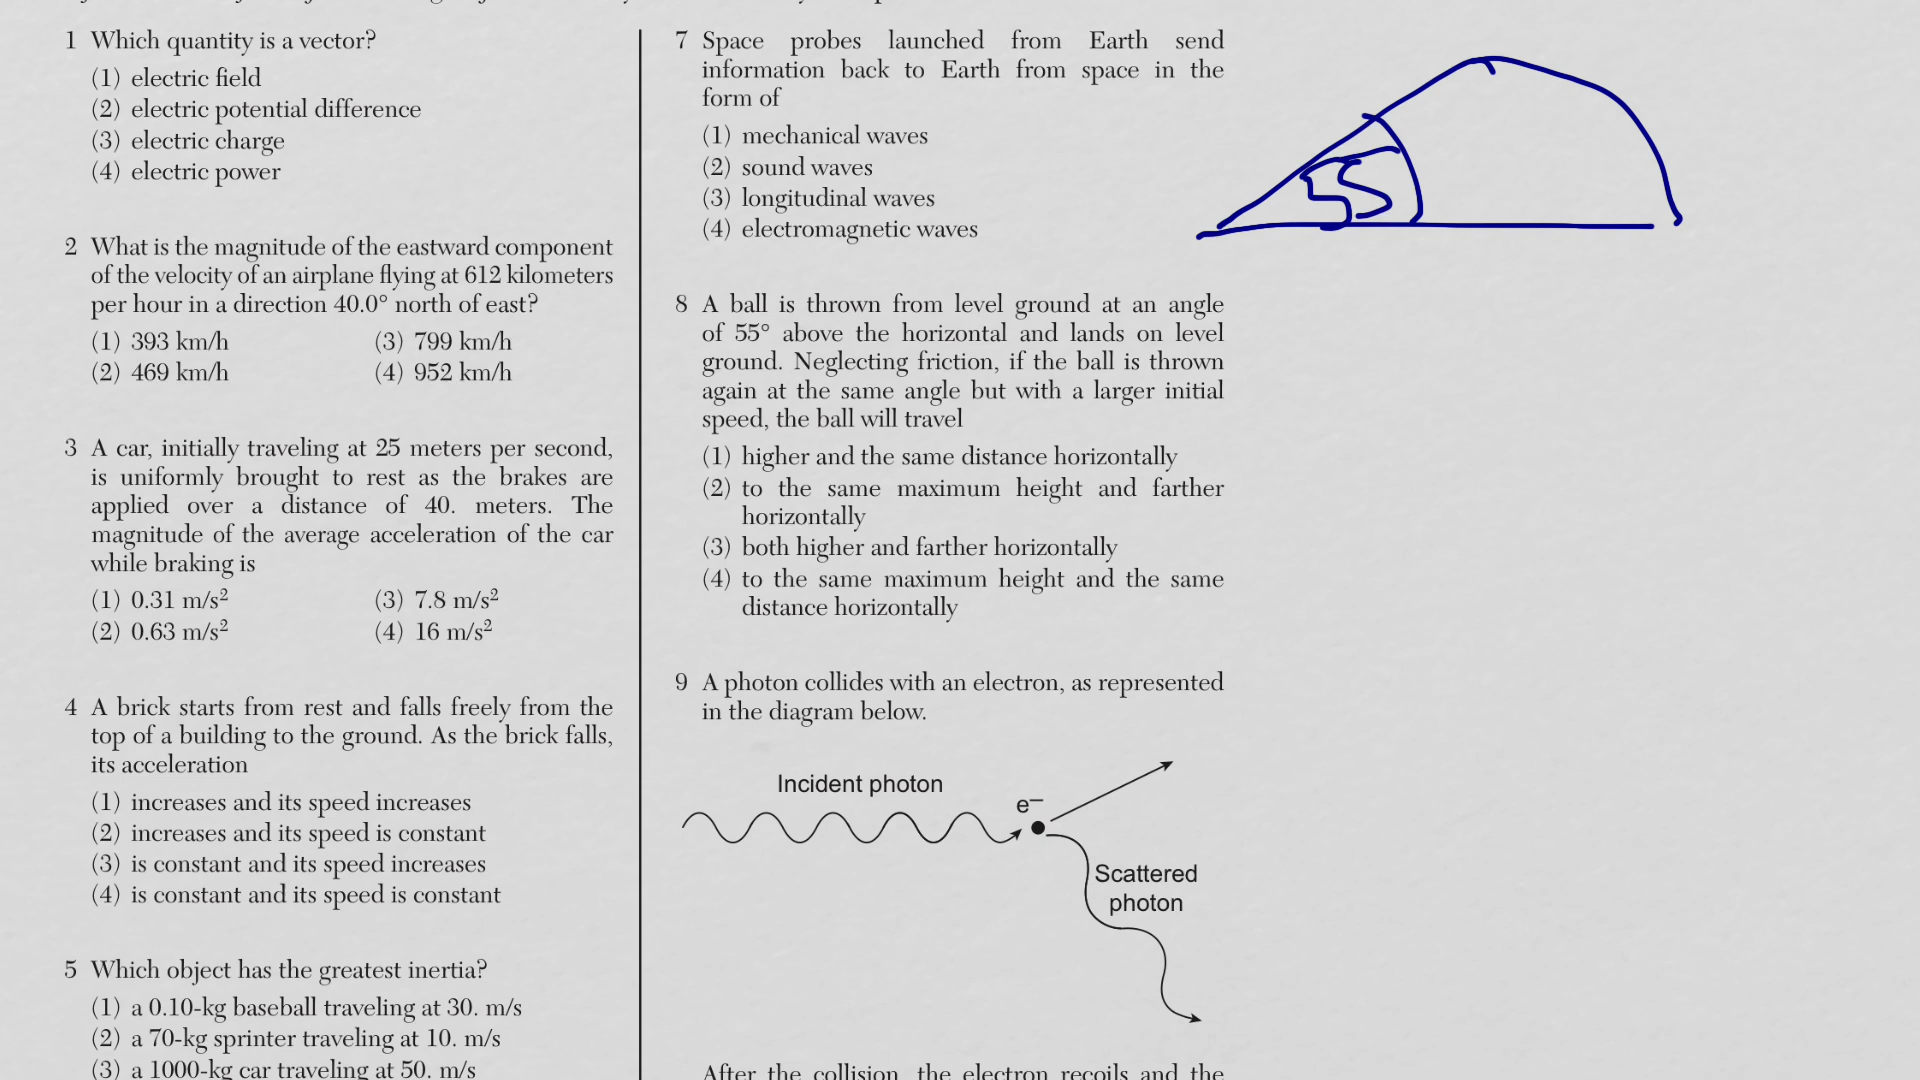 1 Which quantity is a vector?
(1) electric field
(2) electric potential difference
(3) electric charge
(4) electric power
2 What is the magnitude of the eastward component
of the velocity of an airplane flying at 612 kilometers
per hour in a direction 40.0° north of east?
(1) 393 km/h (3) 799 km/h
(2) 469 km/h (4) 952 km/h
3 A car, initially traveling at 25 meters per second,
is uniformly brought to rest as the brakes are
applied over a distance of 40. meters. The
magnitude of the average acceleration of the car
while braking is
(1) 0.31 m/s² (3) 7.8 m/s²
(2) 0.63 m/s² (4) 16 m/s²
4 A brick starts from rest and falls freely from the
top of a building to the ground. As the brick falls,
its acceleration
(1) increases and its speed increases
(2) increases and its speed is constant
(3) is constant and its speed increases
(4) is constant and its speed is constant
5 Which object has the greatest inertia?
(1) a 0.10-kg baseball traveling at 30. m/s
(2) a 70-kg sprinter traveling at 10. m/s
(3) a 1000-kg car traveling at 50. m/s
7 Space probes launched from Earth send
information back to Earth from space in the
form of
(1) mechanical waves
(2) sound waves
(3) longitudinal waves
(4) electromagnetic waves
8 A ball is thrown from level ground at an angle
of 55° above the horizontal and lands on level
ground. Neglecting friction, if the ball is thrown
again at the same angle but with a larger initial
speed, the ball will travel
(1) higher and the same distance horizontally
(2) to the same maximum height and farther
horizontally
(3) both higher and farther horizontally
(4) to the same maximum height and the same
distance horizontally
9 A photon collides with an electron, as represented
in the diagram below.
Incident photon
e⁻
Scattered
photon
After the collision, the electron recoils and the
55